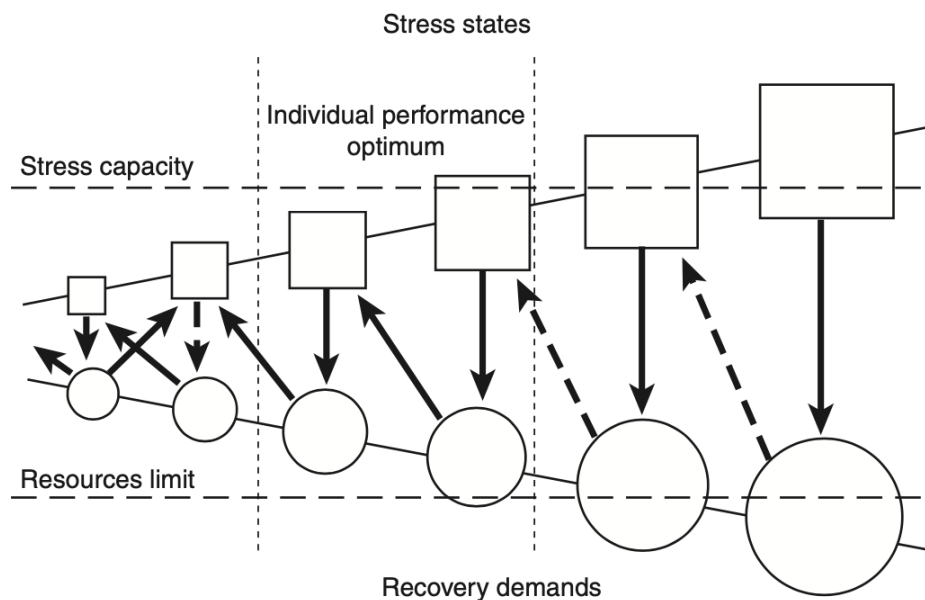 Stress states
Individual performance
optimum
Stress capacity
Resources limit
Recovery demands